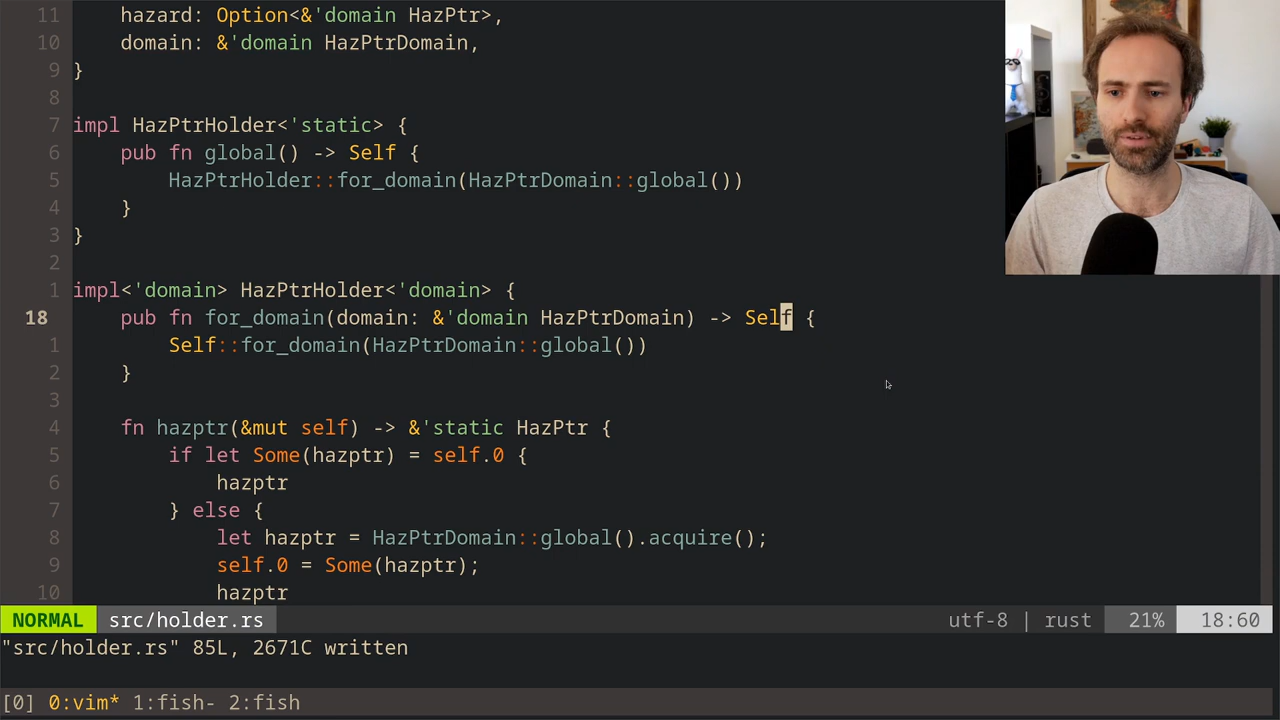 11     hazard: Option<&'domain HazPtr>,
10     domain: &'domain HazPtrDomain,
9 }
8
7 impl HazPtrHolder<'static> {
6     pub fn global() -> Self {
5         HazPtrHolder::for_domain(HazPtrDomain::global())
4     }
3 }
2
1 impl<'domain> HazPtrHolder<'domain> {
18     pub fn for_domain(domain: &'domain HazPtrDomain) -> Self {
1         Self::for_domain(HazPtrDomain::global())
2     }
3
4     fn hazptr(&mut self) -> &'static HazPtr {
5         if let Some(hazptr) = self.0 {
6             hazptr
7         } else {
8             let hazptr = HazPtrDomain::global().acquire();
9             self.0 = Some(hazptr);
10             hazptr
NORMAL src/holder.rs utf-8 | rust 21% 18:60
"src/holder.rs" 85L, 2671C written
[0] 0:vim* 1:fish- 2:fish